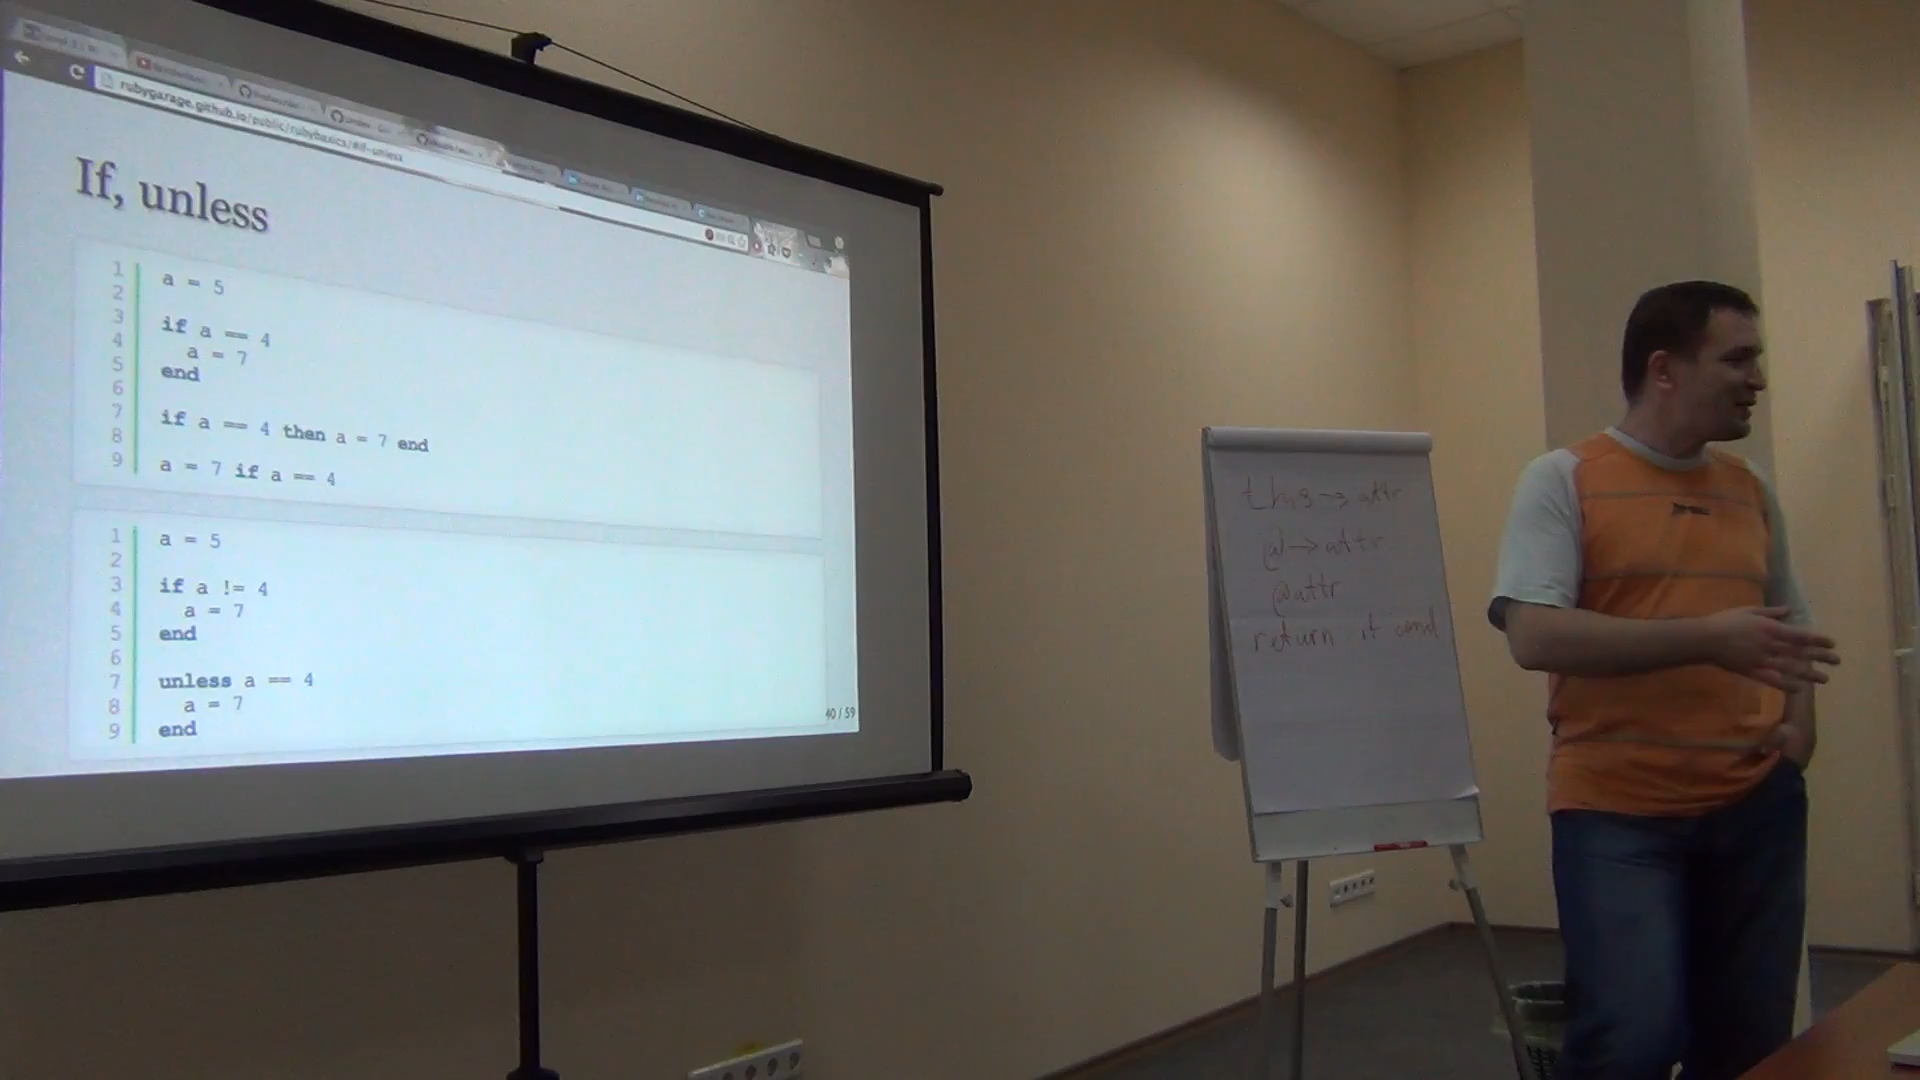 rubygarage.github.io/public/rubybasics/#if-unless
If, unless
1 a = 5
2
3 if a == 4
4 a = 7
5 end
6
7 if a == 4 then a = 7 end
8
9 a = 7 if a == 4
1 a = 5
2
3 if a != 4
4 a = 7
5 end
6
7 unless a == 4
8 a = 7
9 end
40 / 59
this → attr
@ → attr
@attr
return if cond